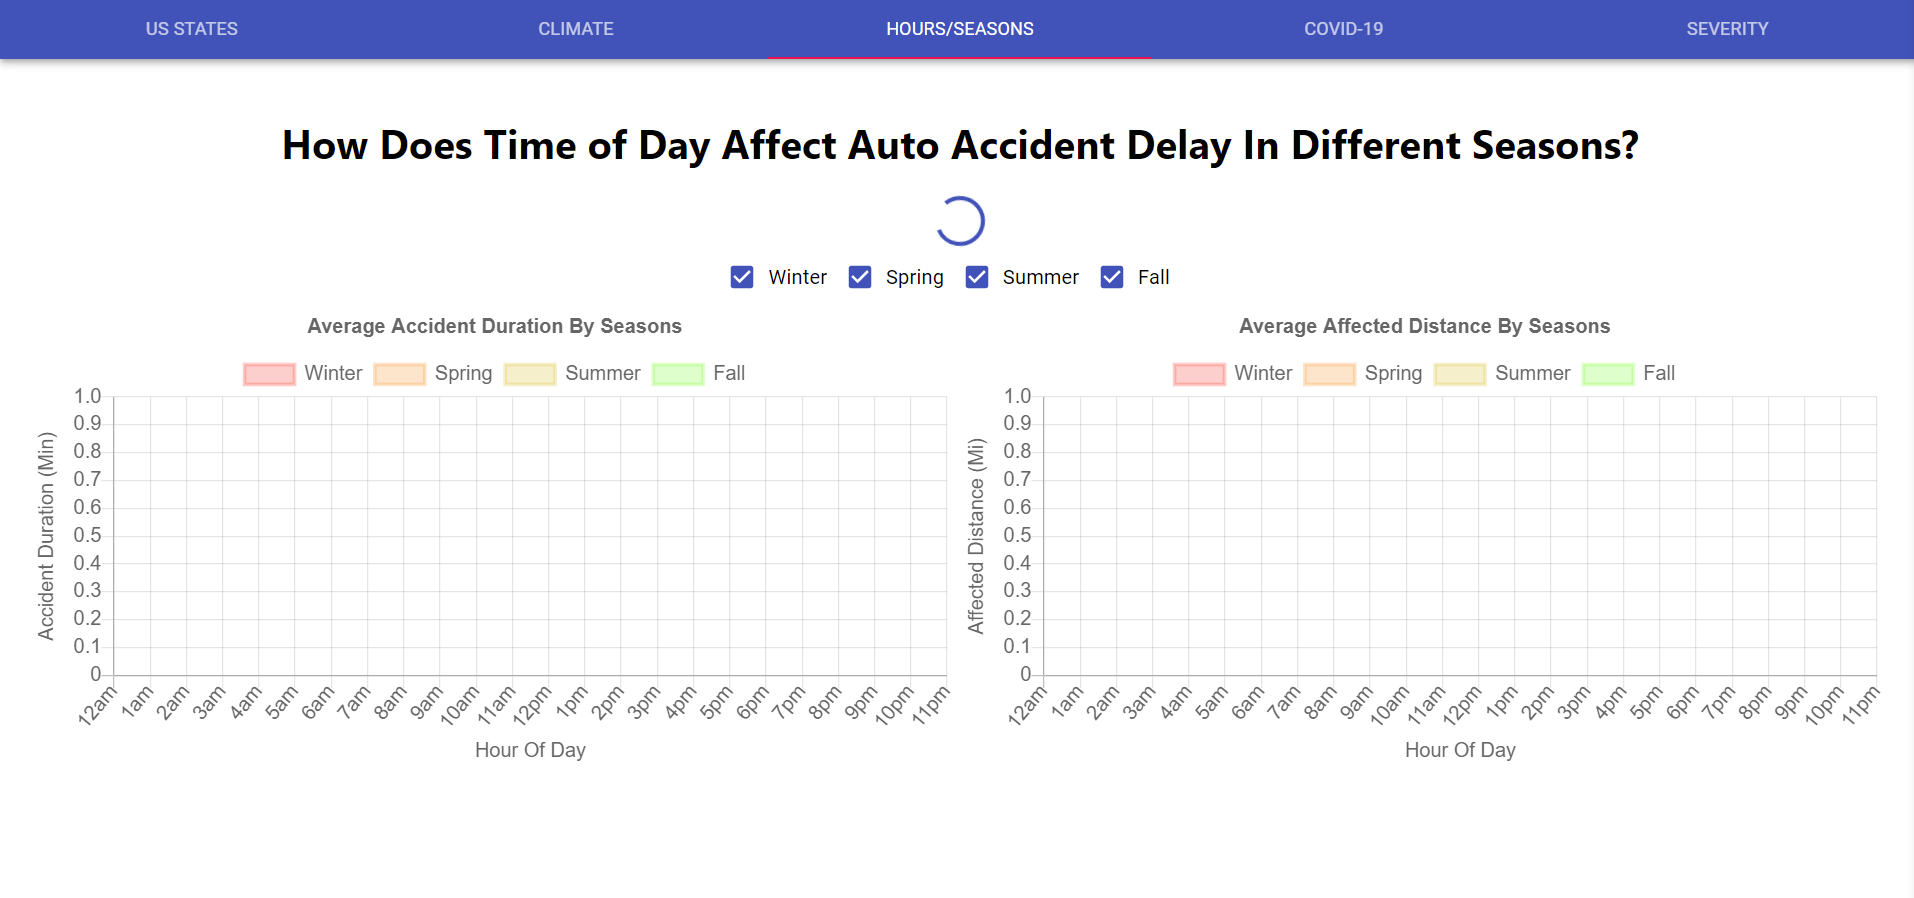 US STATES CLIMATE HOURS/SEASONS COVID-19 SEVERITY
How Does Time of Day Affect Auto Accident Delay In Different Seasons?
Winter Spring Summer Fall
Average Accident Duration By Seasons
Winter Spring Summer Fall
1.0
0.9
0.8
0.7
0.6
0.5
0.4
0.3
0.2
0.1
0
Accident Duration (Min)
12am 1am 2am 3am 4am 5am 6am 7am 8am 9am 10am 11am 12pm 1pm 2pm 3pm 4pm 5pm 6pm 7pm 8pm 9pm 10pm 11pm
Hour Of Day
Average Affected Distance By Seasons
Winter Spring Summer Fall
1.0
0.9
0.8
0.7
0.6
0.5
0.4
0.3
0.2
0.1
0
Affected Distance (Mi)
12am 1am 2am 3am 4am 5am 6am 7am 8am 9am 10am 11am 12pm 1pm 2pm 3pm 4pm 5pm 6pm 7pm 8pm 9pm 10pm 11pm
Hour Of Day